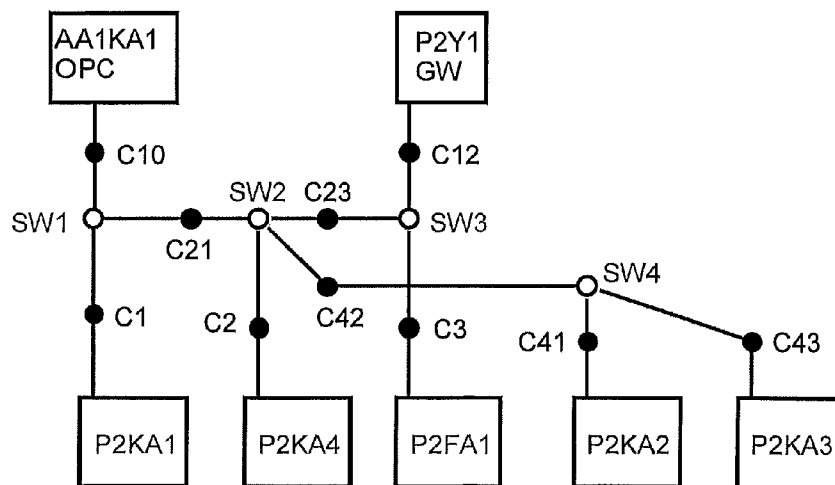 AA1KA1
OPC
P2Y1
GW
C10
C12
SW1
SW2
C23
SW3
C21
SW4
C1
C2
C42
C3
C41
C43
P2KA1
P2KA4
P2FA1
P2KA2
P2KA3